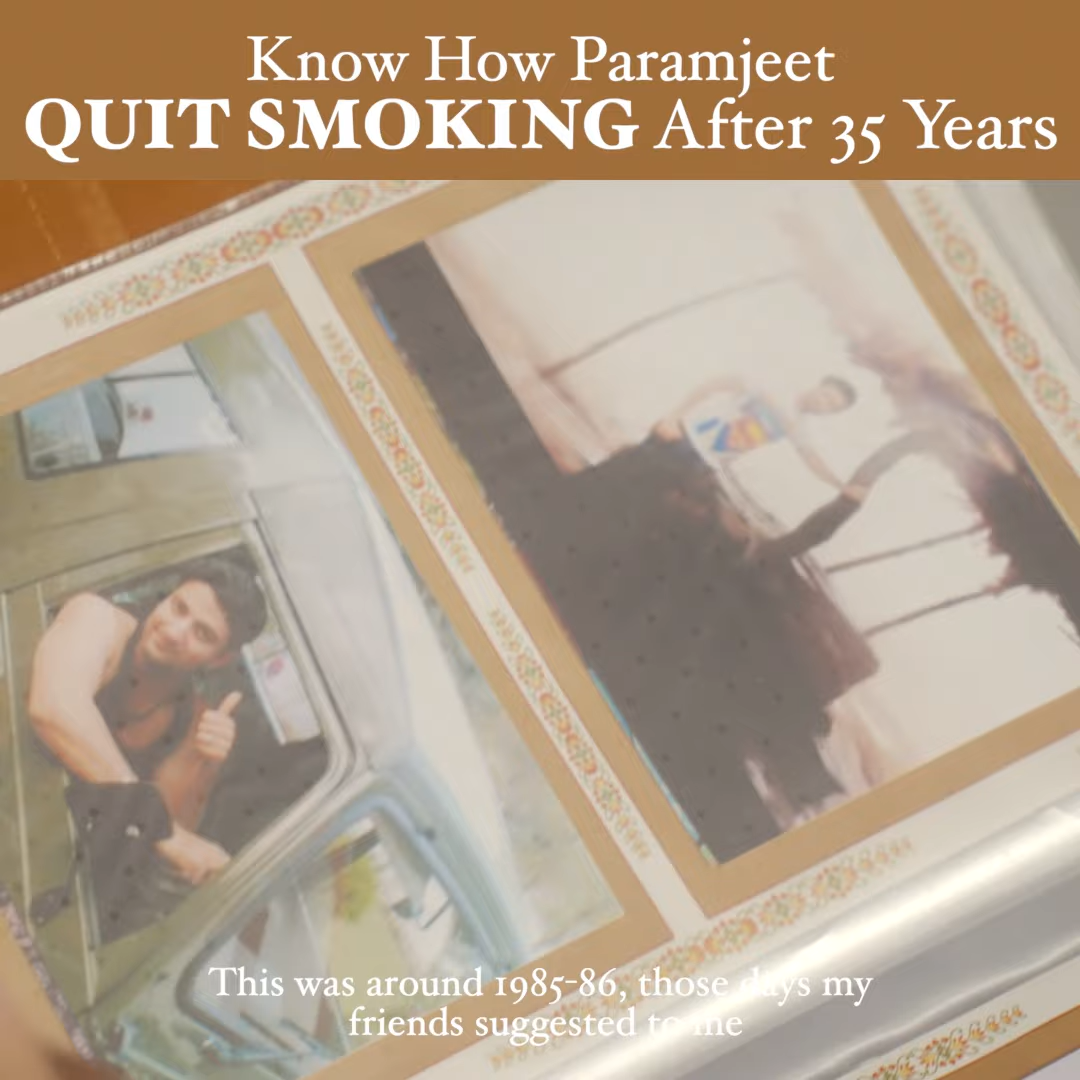 Know How Paramjeet
QUIT SMOKING After 35 Years
This was around 1985-86, those days my
friends suggested to me